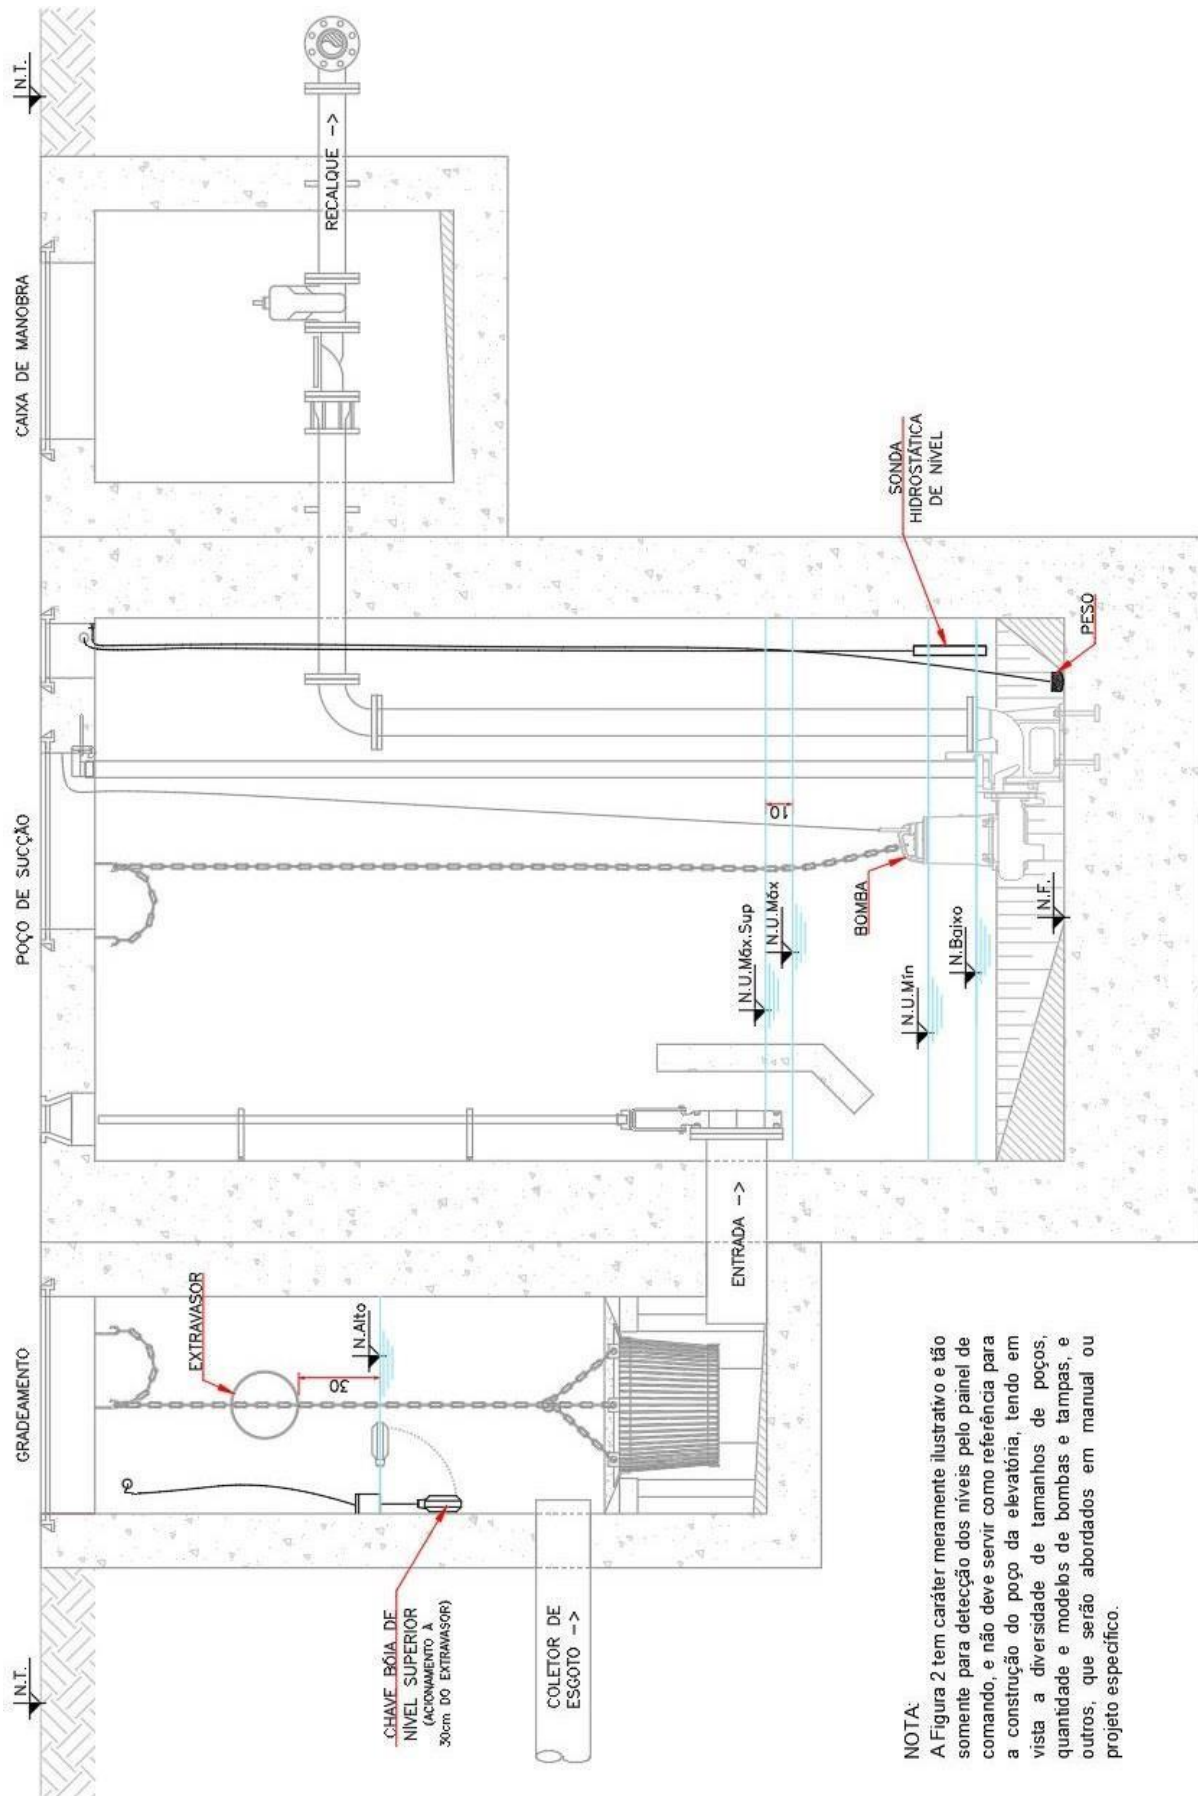 N.T.
GRADEAMENTO
POÇO DE SUCÇÃO
CAIXA DE MANOBRA
N.T.
EXTRAVASOR
N.Alto
30
CHAVE BÓIA DE
NÍVEL SUPERIOR
(ACIONAMENTO À
30cm DO EXTRAVASOR)
COLETOR DE
ESGOTO –>
ENTRADA –>
RECALQUE –>
N.U.Máx.Sup
N.U.Máx
10
BOMBA
N.U.Mín
N.Baixo
N.F.
SONDA
HIDROSTÁTICA
DE NÍVEL
PESO
NOTA:
A Figura 2 tem caráter meramente ilustrativo e tão
somente para detecção dos níveis pelo painel de
comando, e não deve servir como referência para
a construção do poço da elevatória, tendo em
vista a diversidade de tamanhos de poços,
quantidade e modelos de bombas e tampas, e
outros, que serão abordados em manual ou
projeto específico.